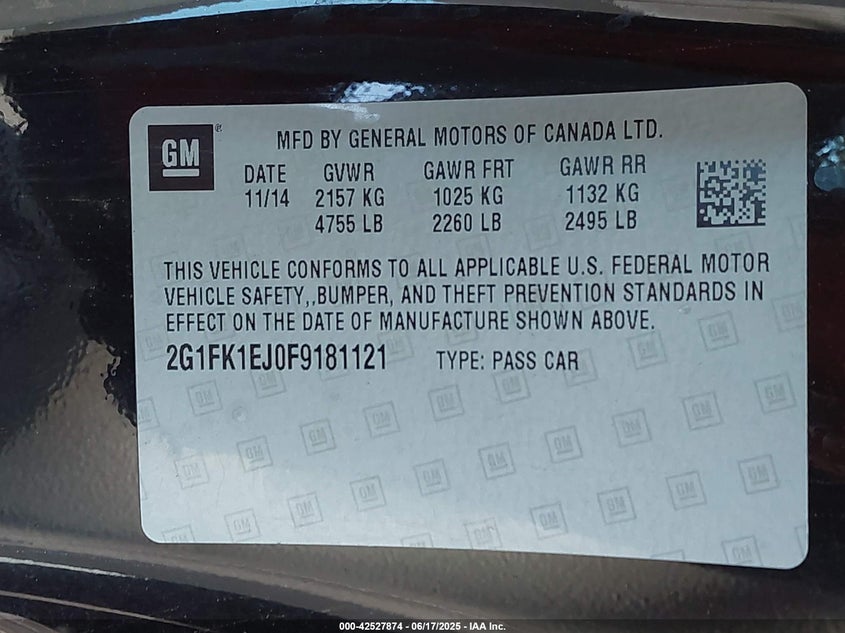 GM
MFD BY GENERAL MOTORS OF CANADA LTD.
DATE GVWR GAWR FRT GAWR RR
11/14 2157 KG 1025 KG 1132 KG
4755 LB 2260 LB 2495 LB
THIS VEHICLE CONFORMS TO ALL APPLICABLE U.S. FEDERAL MOTOR
VEHICLE SAFETY,,BUMPER, AND THEFT PREVENTION STANDARDS IN
EFFECT ON THE DATE OF MANUFACTURE SHOWN ABOVE.
2G1FK1EJ0F9181121 TYPE: PASS CAR
000-42527874 - 06/17/2025 - IAA Inc.